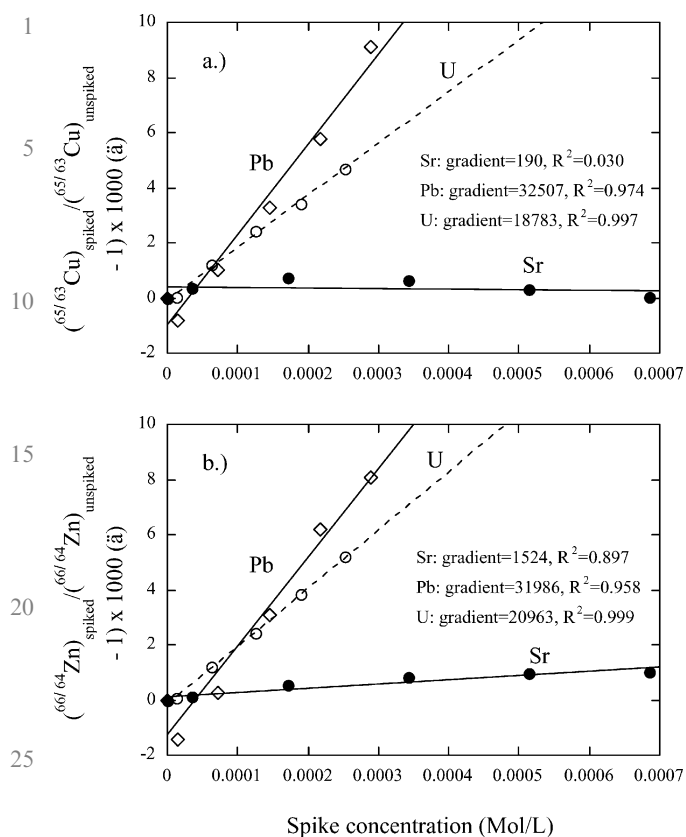 1
5
10
15
20
25
(65/63Cu)spiked/(65/63Cu)unspiked
- 1) x 1000 (ä)
10
8
6
4
2
0
-2
a.)
U
Pb
Sr: gradient=190, R2=0.030
Pb: gradient=32507, R2=0.974
U: gradient=18783, R2=0.997
Sr
0 0.0001 0.0002 0.0003 0.0004 0.0005 0.0006 0.0007
(66/64Zn)spiked/(66/64Zn)unspiked
- 1) x 1000 (ä)
10
8
6
4
2
0
-2
b.)
U
Pb
Sr: gradient=1524, R2=0.897
Pb: gradient=31986, R2=0.958
U: gradient=20963, R2=0.999
Sr
0 0.0001 0.0002 0.0003 0.0004 0.0005 0.0006 0.0007
Spike concentration (Mol/L)